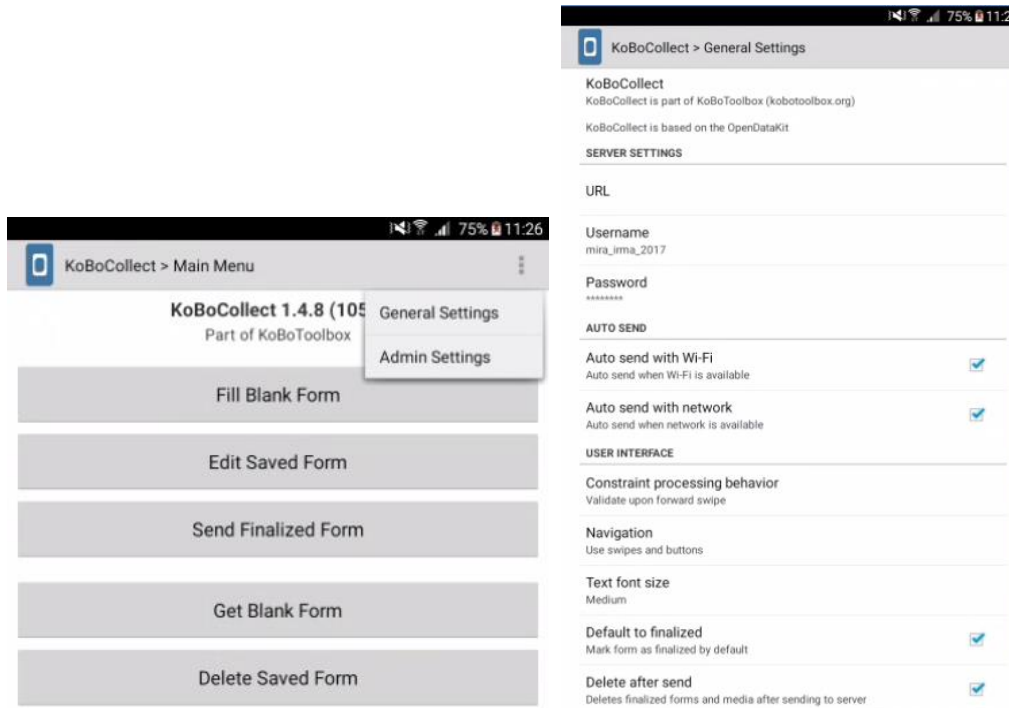 75% 11:26
KoBoCollect > Main Menu
KoBoCollect 1.4.8 (105
Part of KoBoToolbox
General Settings
Admin Settings
Fill Blank Form
Edit Saved Form
Send Finalized Form
Get Blank Form
Delete Saved Form
75% 11:2
KoBoCollect > General Settings
KoBoCollect
KoBoCollect is part of KoBoToolbox (kobotoolbox.org)
KoBoCollect is based on the OpenDataKit
SERVER SETTINGS
URL
Username
mira_irma_2017
Password
********
AUTO SEND
Auto send with Wi-Fi
Auto send when Wi-Fi is available
Auto send with network
Auto send when network is available
USER INTERFACE
Constraint processing behavior
Validate upon forward swipe
Navigation
Use swipes and buttons
Text font size
Medium
Default to finalized
Mark form as finalized by default
Delete after send
Deletes finalized forms and media after sending to server